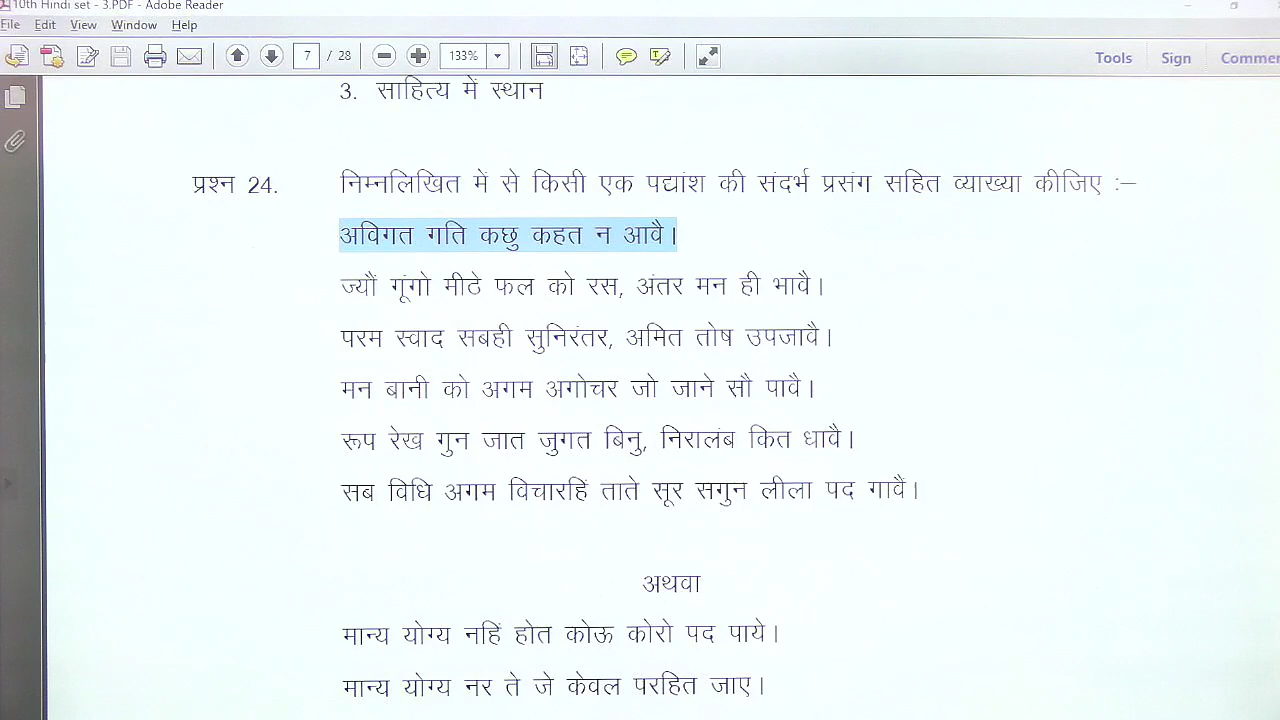 10th Hindi set - 3.PDF - Adobe Reader
File Edit View Window Help
7 / 28 133% Tools Sign Commen
3. साहित्य में स्थान
प्रश्न 24. निम्नलिखित में से किसी एक पद्यांश की संदर्भ प्रसंग सहित व्याख्या कीजिए :–
अविगत गति कछु कहत न आवै।
ज्यौं गूंगो मीठे फल को रस, अंतर मन ही भावै।
परम स्वाद सबही सुनिरंतर, अमित तोष उपजावै।
मन बानी को अगम अगोचर जो जाने सौ पावै।
रूप रेख गुन जात जुगत बिनु, निरालंब कित धावै।
सब विधि अगम विचारहिं ताते सूर सगुन लीला पद गावै।
अथवा
मान्य योग्य नहिं होत कोऊ कोरो पद पाये।
मान्य योग्य नर ते जे केवल परहित जाए।